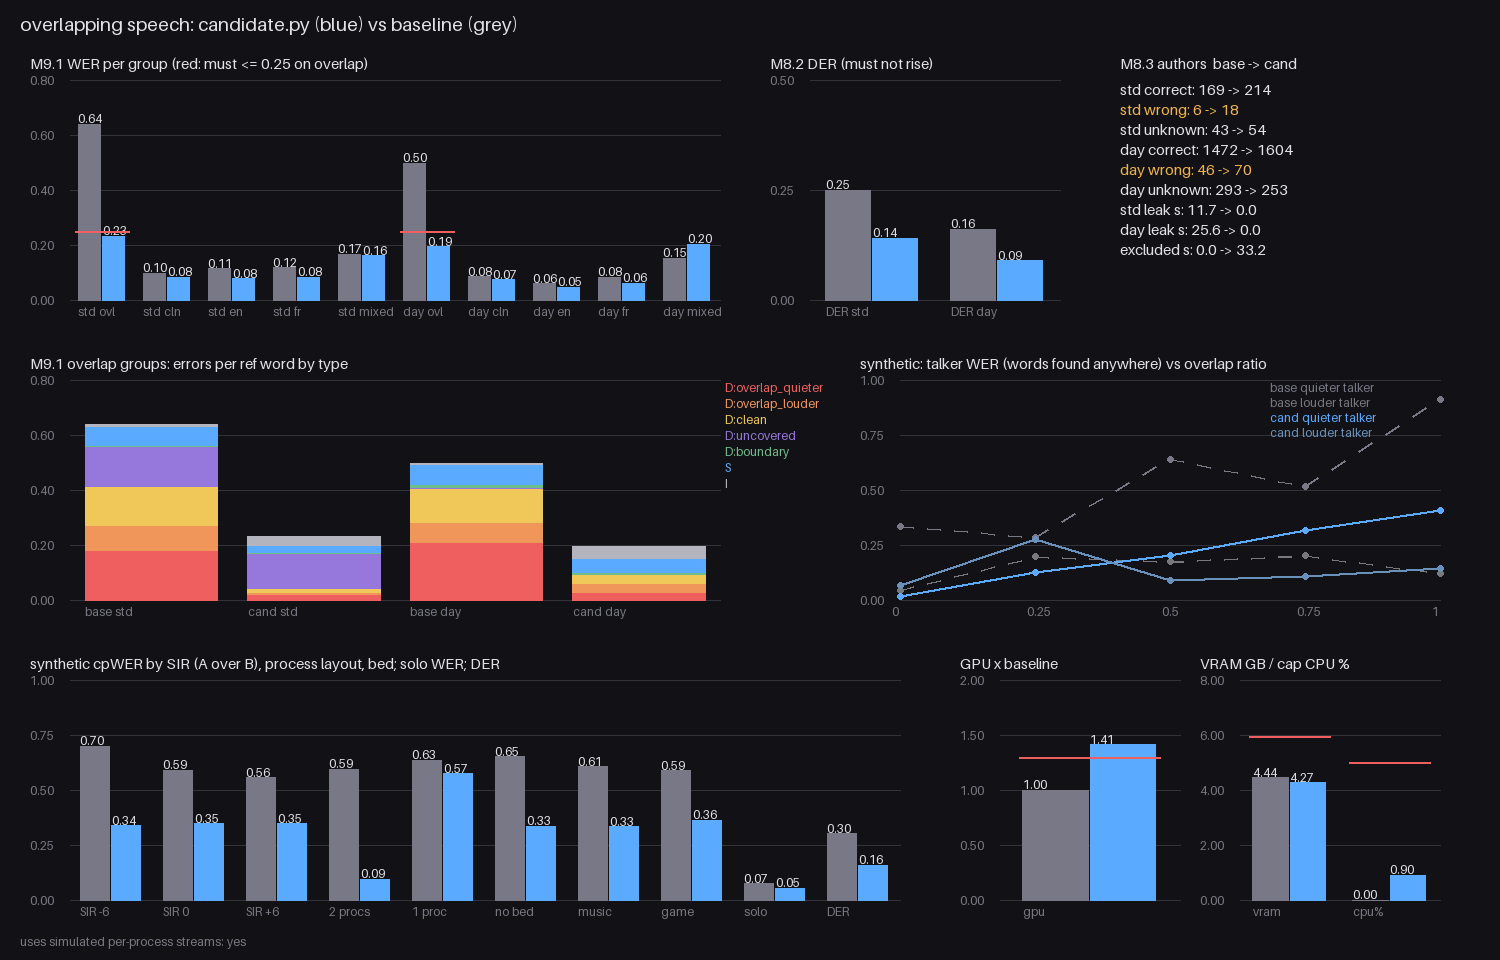 overlapping speech: candidate.py (blue) vs baseline (grey)
M9.1 WER per group (red: must <= 0.25 on overlap)
0.80
0.60
0.40
0.20
0.00
0.64
0.23
0.10
0.08
0.11
0.08
0.12
0.08
0.17
0.16
0.50
0.19
0.08
0.07
0.06
0.05
0.08
0.06
0.15
0.20
std ovl
std cln
std en
std fr
std mixed
day ovl
day cln
day en
day fr
day mixed
M8.2 DER (must not rise)
0.50
0.25
0.00
0.25
0.14
0.16
0.09
DER std
DER day
M8.3 authors base -> cand
std correct: 169 -> 214
std wrong: 6 -> 18
std unknown: 43 -> 54
day correct: 1472 -> 1604
day wrong: 46 -> 70
day unknown: 293 -> 253
std leak s: 11.7 -> 0.0
day leak s: 25.6 -> 0.0
excluded s: 0.0 -> 33.2
M9.1 overlap groups: errors per ref word by type
0.80
0.60
0.40
0.20
0.00
base std
cand std
base day
cand day
D:overlap_quieter
D:overlap_louder
D:clean
D:uncovered
D:boundary
S
I
synthetic: talker WER (words found anywhere) vs overlap ratio
1.00
0.75
0.50
0.25
0.00
base quieter talker
base louder talker
cand quieter talker
cand louder talker
0
0.25
0.5
0.75
1
synthetic cpWER by SIR (A over B), process layout, bed; solo WER; DER
1.00
0.75
0.50
0.25
0.00
0.70
0.34
0.59
0.35
0.56
0.35
0.59
0.09
0.63
0.57
0.65
0.33
0.61
0.33
0.59
0.36
0.07
0.05
0.30
0.16
SIR -6
SIR 0
SIR +6
2 procs
1 proc
no bed
music
game
solo
DER
GPU x baseline
2.00
1.50
1.00
0.50
0.00
1.00
1.41
gpu
VRAM GB / cap CPU %
8.00
6.00
4.00
2.00
0.00
4.44
4.27
0.00
0.90
vram
cpu%
uses simulated per-process streams: yes